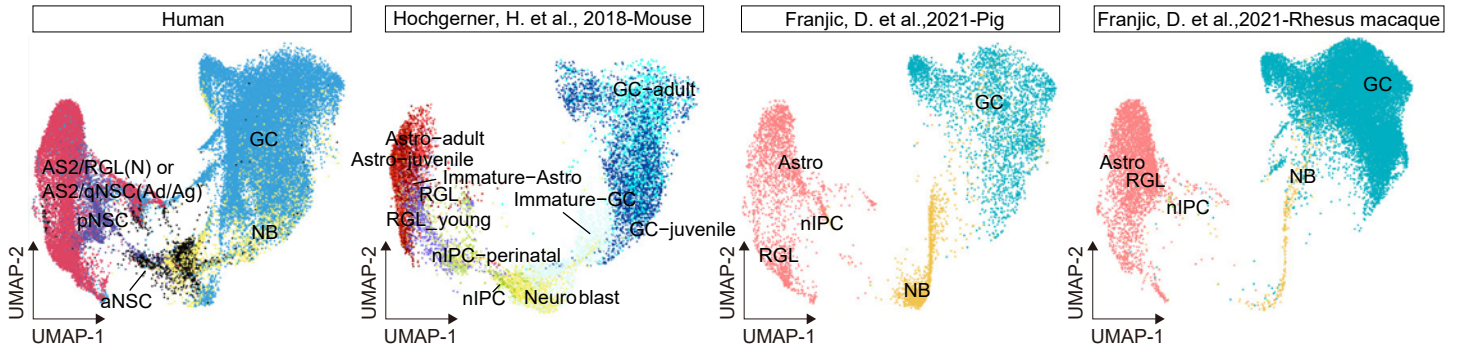 Human
GC
AS2/RGL(N) or
AS2/qNSC(Ad/Ag)
pNSC
NB
aNSC
UMAP-2
UMAP-1
Hochgerner, H. et al., 2018-Mouse
GC-adult
Astro-adult
Astro-juvenile
Immature-Astro
RGL
Immature-GC
RGL_young
GC-juvenile
nIPC-perinatal
nIPC
Neuroblast
UMAP-2
UMAP-1
Franjic, D. et al.,2021-Pig
GC
Astro
nIPC
RGL
NB
UMAP-2
UMAP-1
Franjic, D. et al.,2021-Rhesus macaque
GC
Astro
RGL
NB
nIPC
UMAP-2
UMAP-1